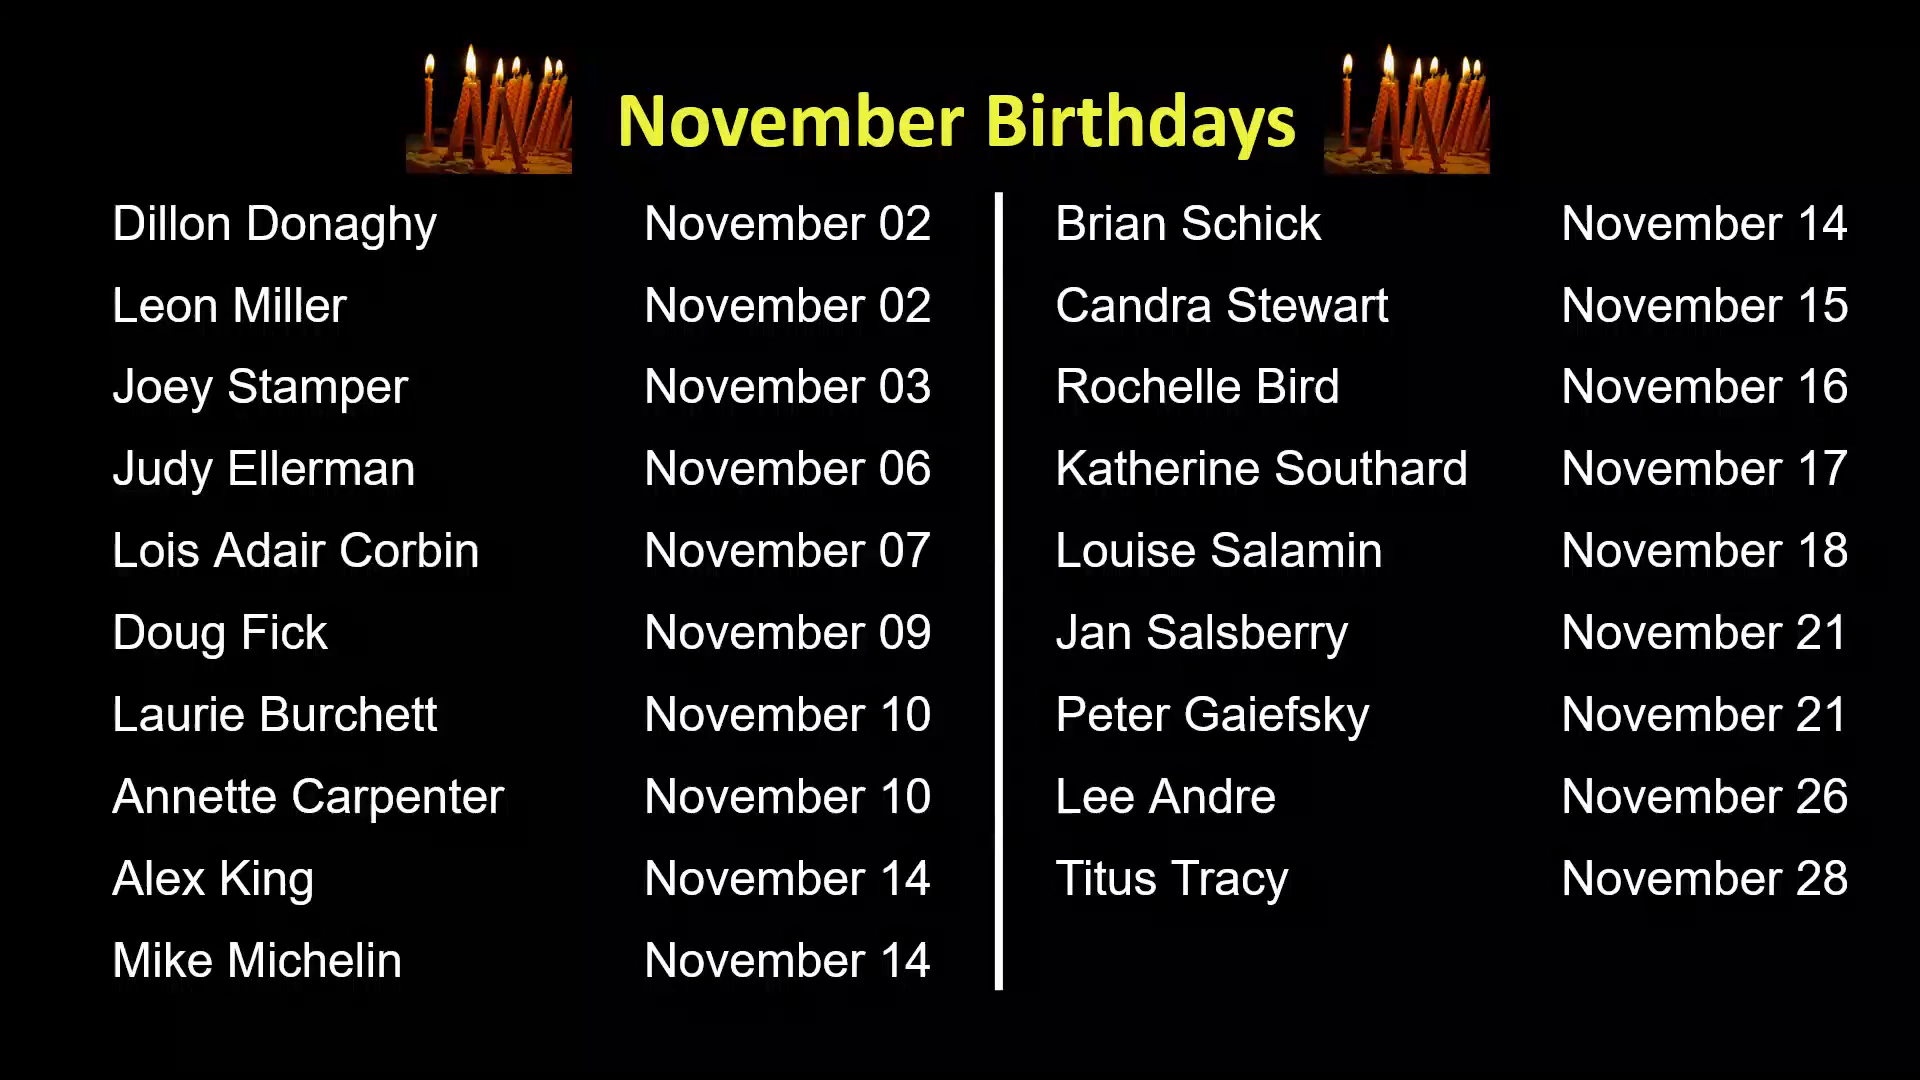 November Birthdays
Dillon Donaghy November 02
Leon Miller November 02
Joey Stamper November 03
Judy Ellerman November 06
Lois Adair Corbin November 07
Doug Fick November 09
Laurie Burchett November 10
Annette Carpenter November 10
Alex King November 14
Mike Michelin November 14
Brian Schick November 14
Candra Stewart November 15
Rochelle Bird November 16
Katherine Southard November 17
Louise Salamin November 18
Jan Salsberry November 21
Peter Gaiefsky November 21
Lee Andre November 26
Titus Tracy November 28